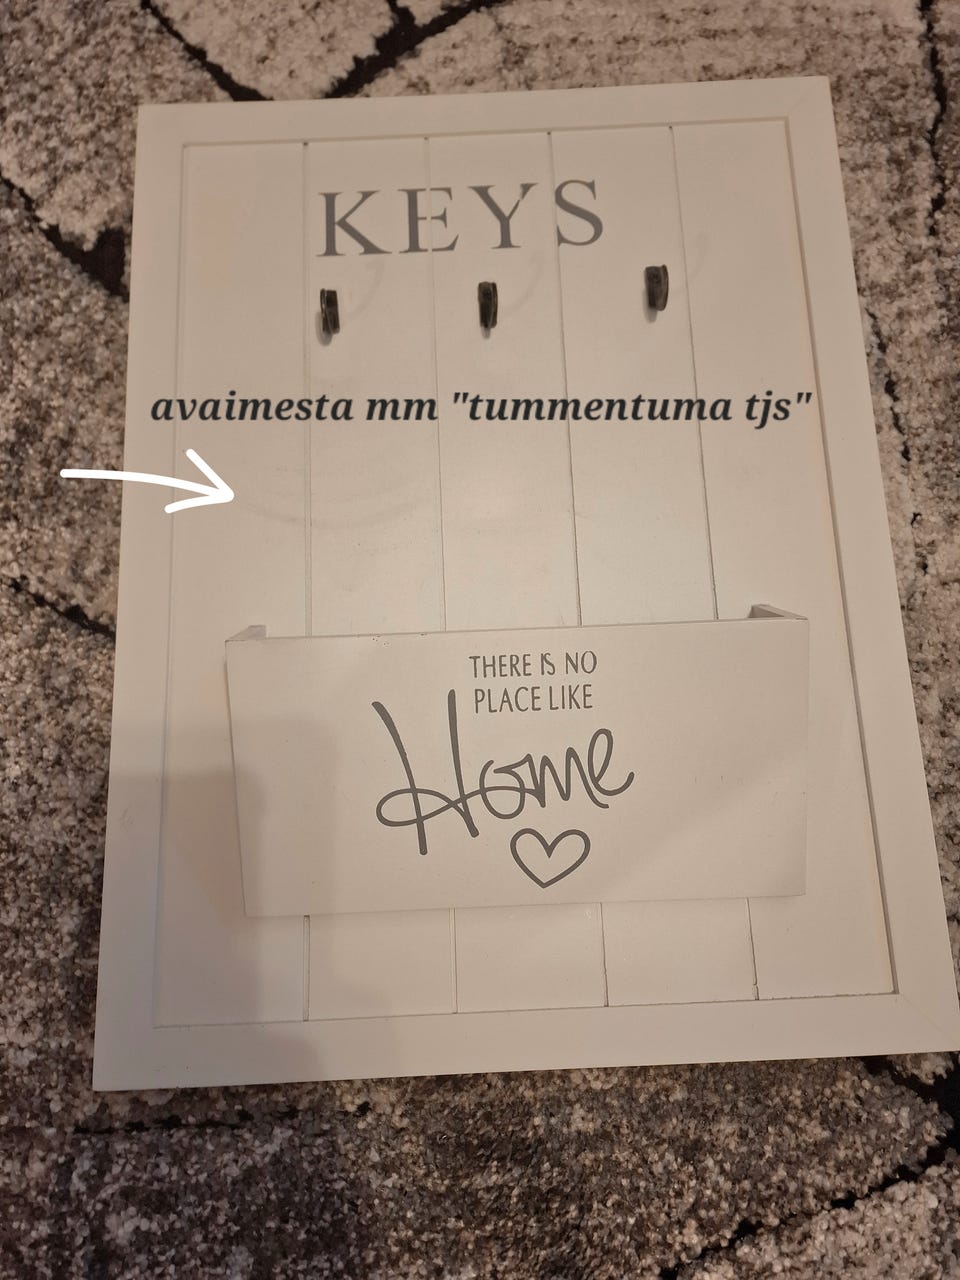 KEYS
avaimesta mm "tummentuma tjs"
THERE IS NO
PLACE LIKE
Home